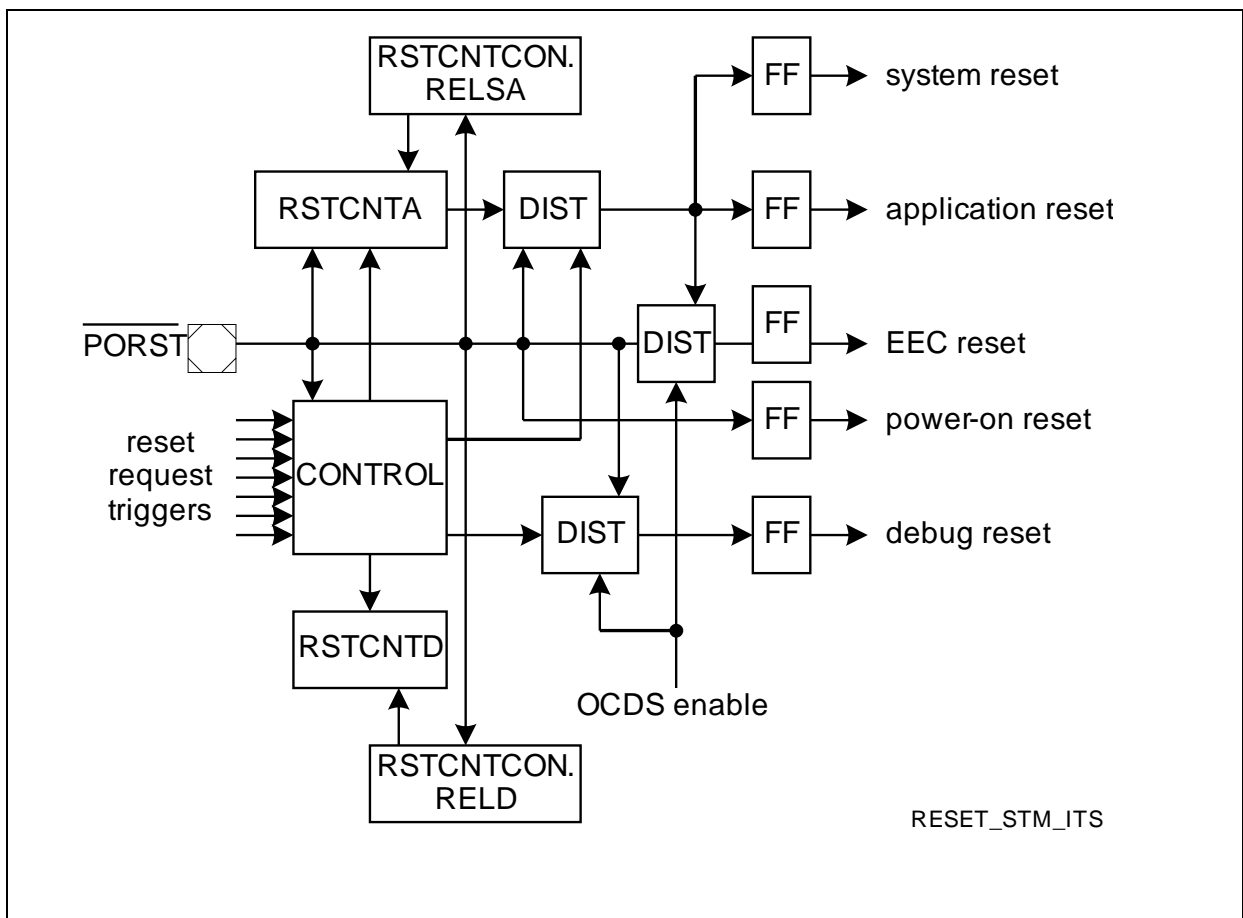 RSTCNTCON.
RELSA
FF
system reset
RSTCNTA
DIST
FF
application reset
PORST
DIST
FF
EEC reset
FF
power-on reset
reset
request
triggers
CONTROL
DIST
FF
debug reset
RSTCNTD
OCDS enable
RSTCNTCON.
RELD
RESET_STM_ITS